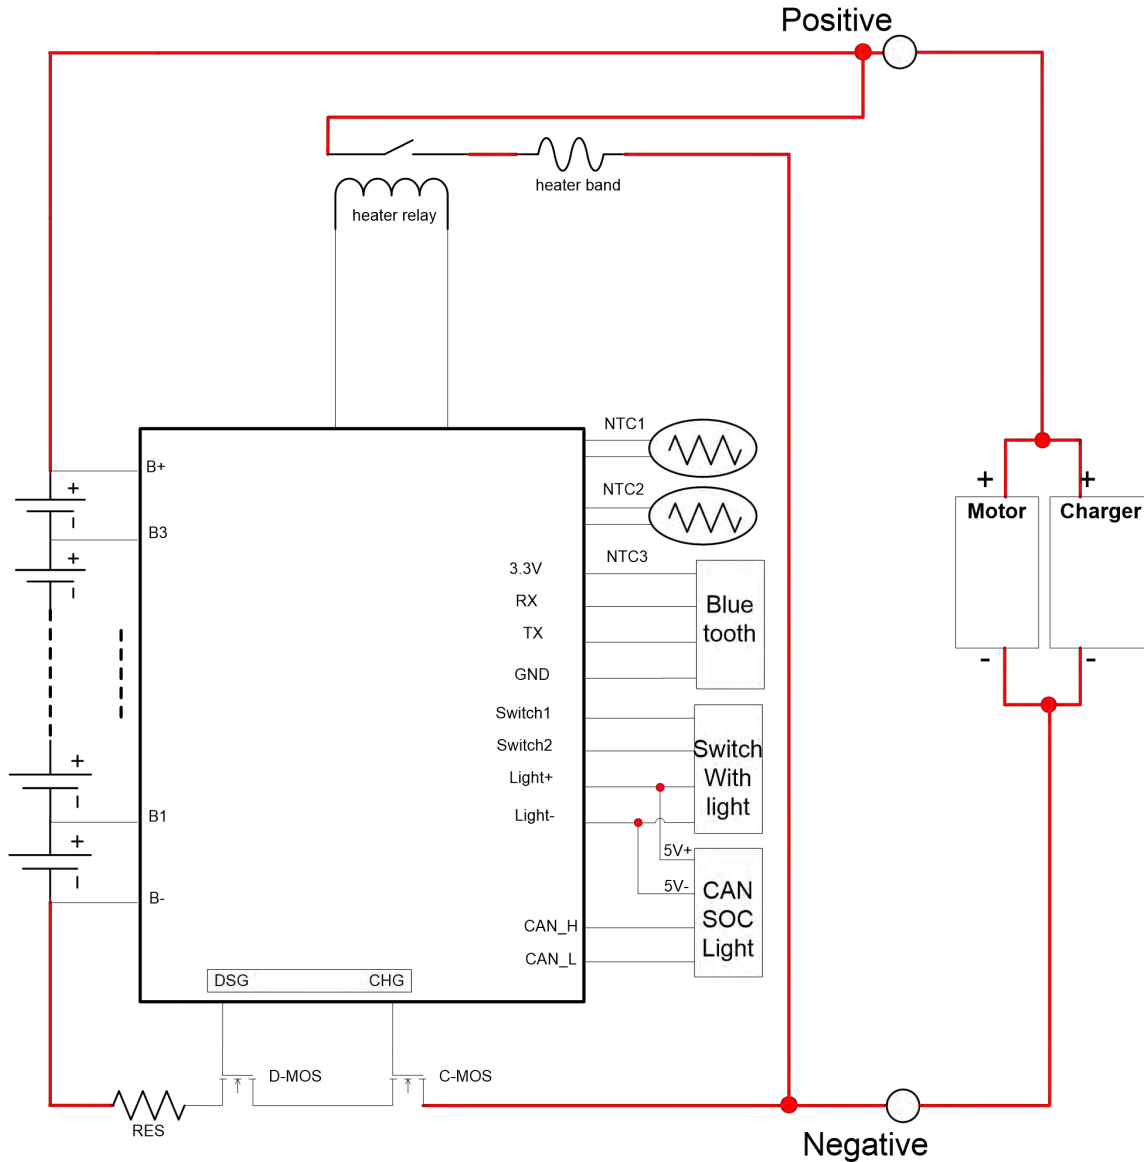 Positive
heater band
heater relay
NTC1
B+
+
-
Motor
+
Charger
+
-
NTC2
B3
-
+
-
NTC3
3.3V
RX
TX
GND
Blue
tooth
-
-
Switch1
Switch2
Light+
Light-
Switch
With
light
+
-
B1
+
-
B-
5V+
5V-
CAN_H
CAN_L
CAN
SOC
Light
DSG
CHG
D-MOS
C-MOS
RES
Negative